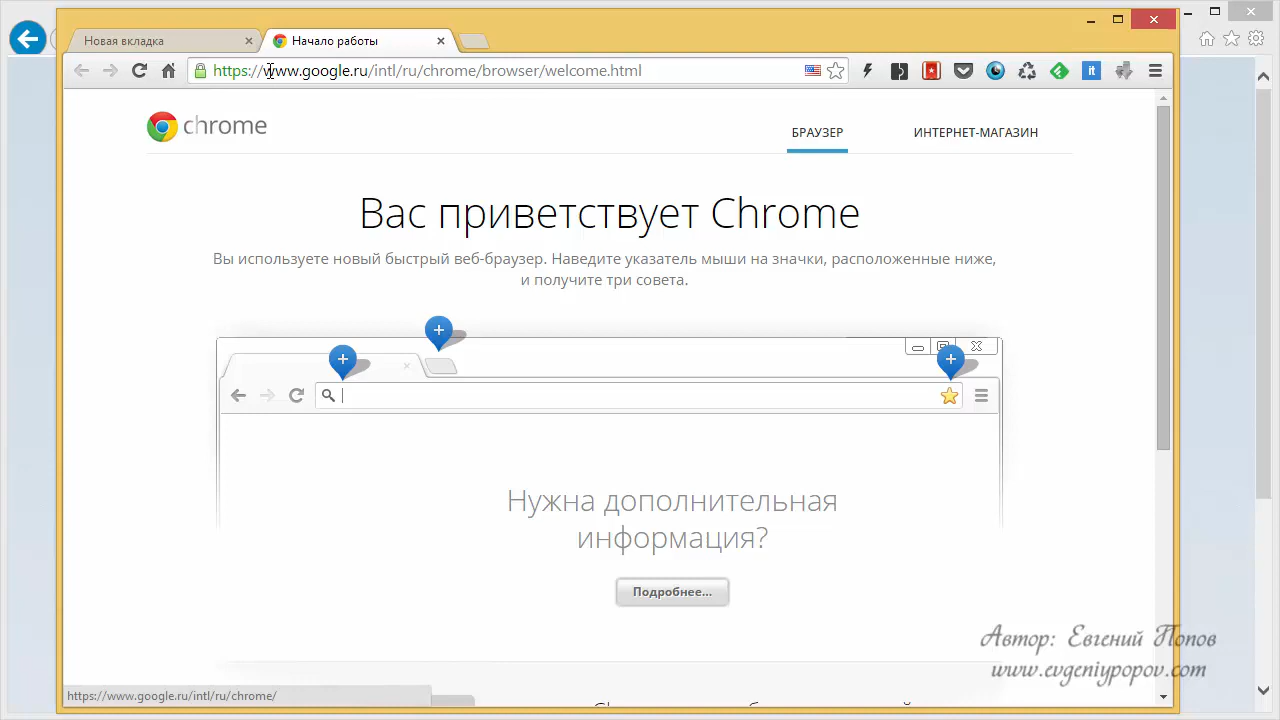 Новая вкладка
Начало работы
https://www.google.ru/intl/ru/chrome/browser/welcome.html
it
chrome
БРАУЗЕР
ИНТЕРНЕТ-МАГАЗИН
Вас приветствует Chrome
Вы используете новый быстрый веб-браузер. Наведите указатель мыши на значки, расположенные ниже,
и получите три совета.
Нужна дополнительная
информация?
Подробнее...
Автор: Евгений Попов
www.evgeniypopov.com
https://www.google.ru/intl/ru/chrome/